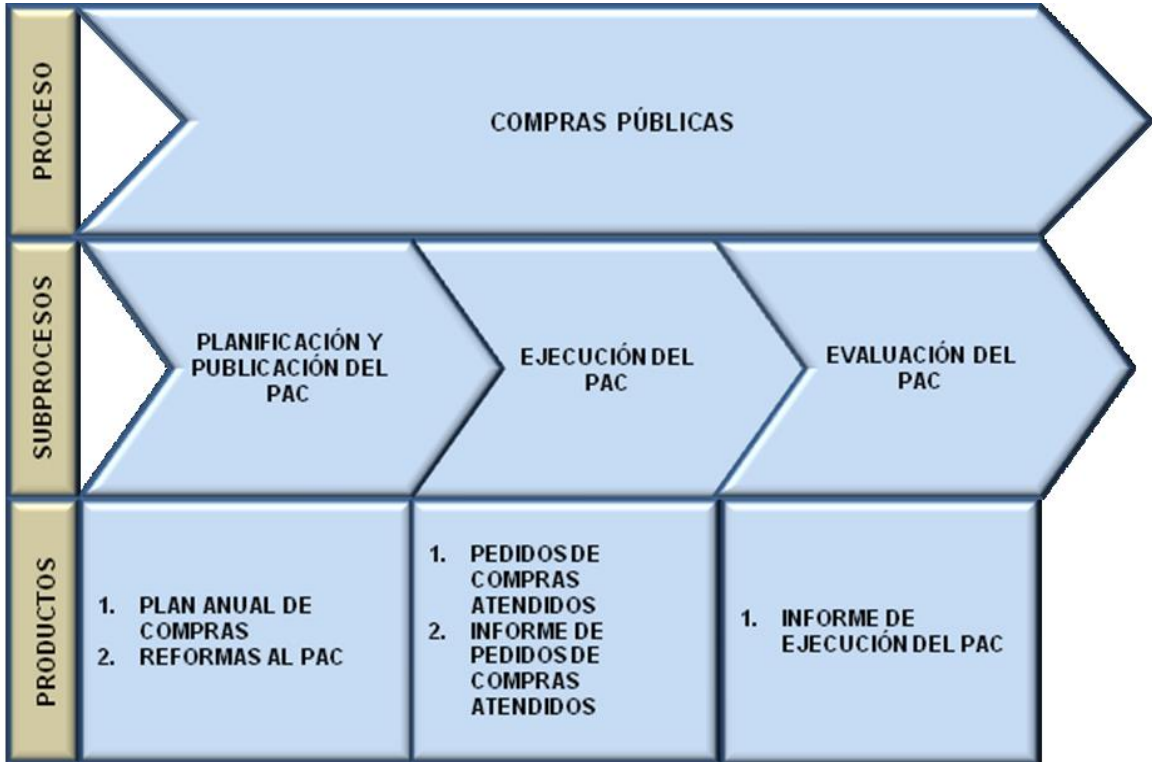 PROCESO
COMPRAS PÚBLICAS
SUBPROCESOS
PLANIFICACIÓN Y
PUBLICACIÓN DEL
PAC
EJECUCIÓN DEL
PAC
EVALUACIÓN DEL
PAC
PRODUCTOS
1. PLAN ANUAL DE
COMPRAS
2. REFORMAS AL PAC
1. PEDIDOS DE
COMPRAS
ATENDIDOS
2. INFORME DE
PEDIDOS DE
COMPRAS
ATENDIDOS
1. INFORME DE
EJECUCIÓN DEL PAC